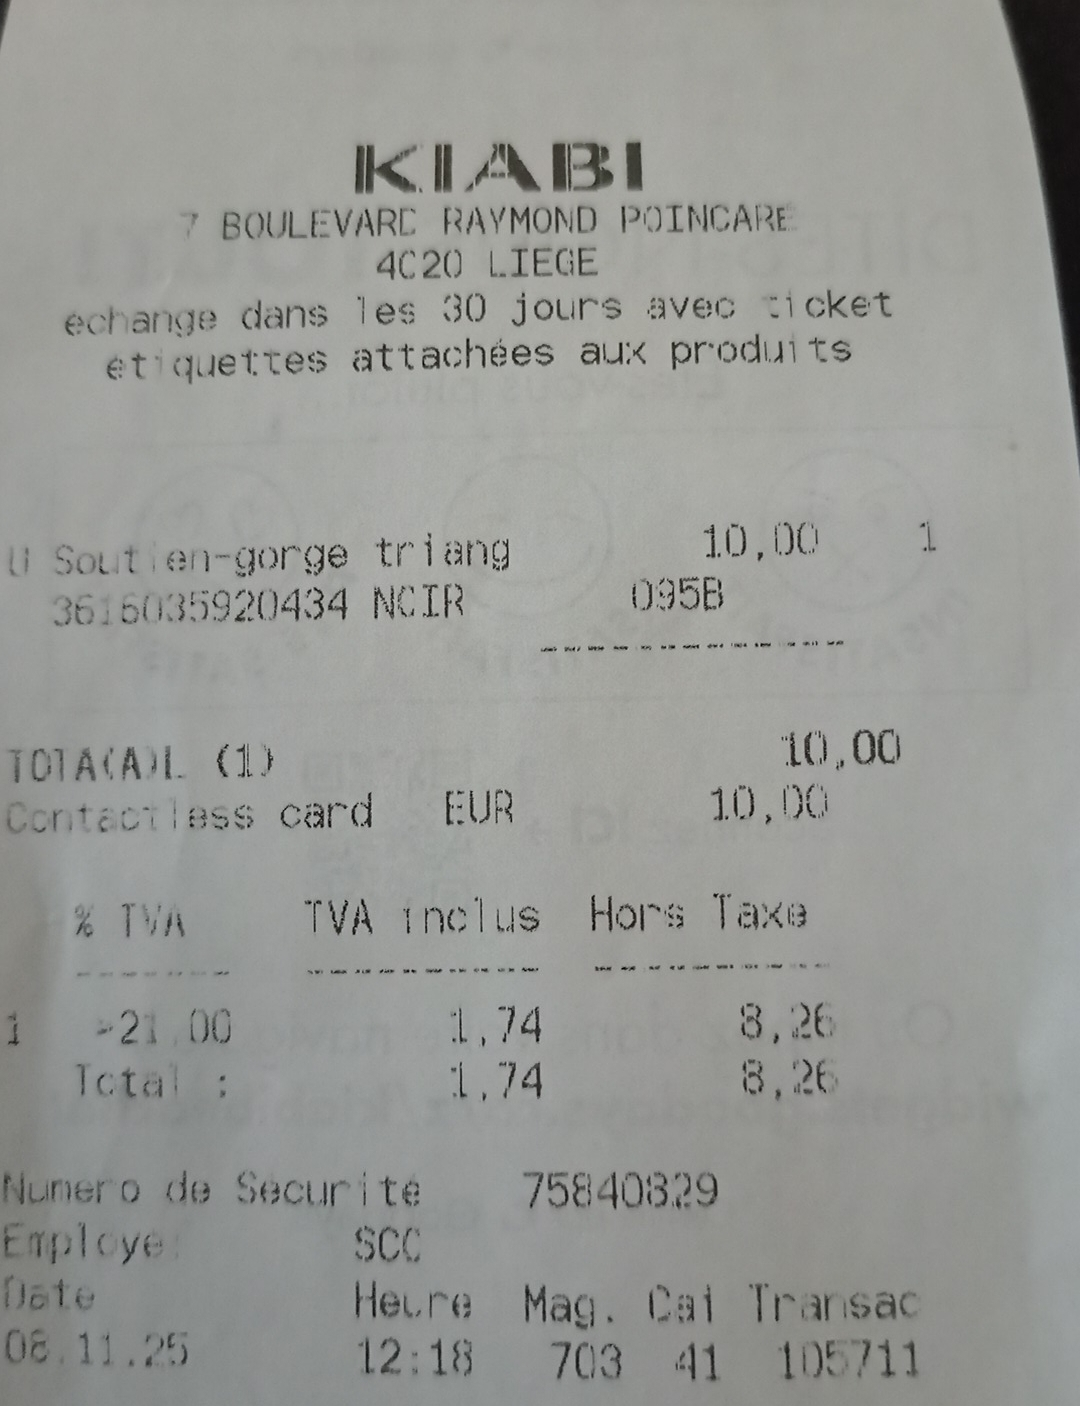 KIABI
7 BOULEVARD RAYMOND POINCARE
4020 LIEGE
echange dans les 30 jours avec ticket
etiquettes attachées aux produits
U Soutien-gorge triang 10,00 1
3616035920434 NOIR 095B
TOTA(A)L (1) 10,00
Contactless card EUR 10,00
% TVA TVA inclus Hors Taxe
1 >21.00 1,74 8,26
Total : 1,74 8,26
Numero de Securite 75840829
Employe: SCO
Date Heure Mag. Cai Transac
08.11.25 12:18 703 41 105711